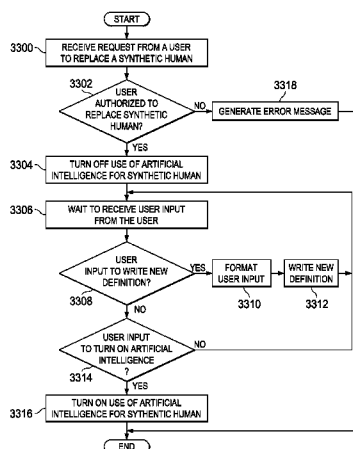 START
3300
RECEIVE REQUEST FROM A USER
TO REPLACE A SYNTHETIC HUMAN
3302
USER
AUTHORIZED TO
REPLACE SYNTHETIC
HUMAN?
NO
3318
GENERATE ERROR MESSAGE
YES
3304
TURN OFF USE OF ARTIFICIAL
INTELLIGENCE FOR SYNTHETIC HUMAN
3306
WAIT TO RECEIVE USER INPUT
FROM THE USER
USER
INPUT TO WRITE NEW
DEFINITION?
3308
YES
FORMAT
USER INPUT
3310
WRITE NEW
DEFINITION
3312
NO
USER INPUT
TO TURN ON ARTIFICIAL
INTELLIGENCE
?
3314
NO
YES
3316
TURN ON USE OF ARTIFICIAL
INTELLIGENCE FOR SYTHENTIC HUMAN
END